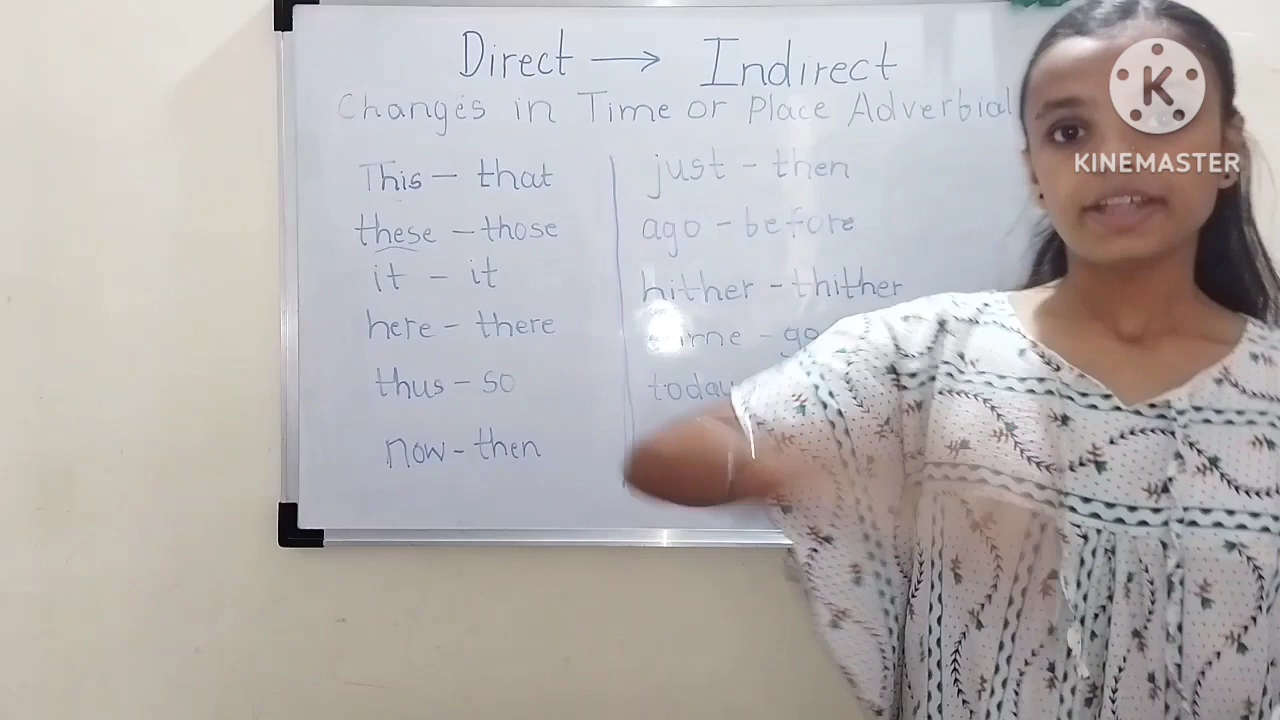 Direct → Indirect
Changes in Time or Place Adverbial
This - that
these - those
it - it
here - there
thus - so
now - then
just - then
ago - before
hither - thither
today
K
KINEMASTER